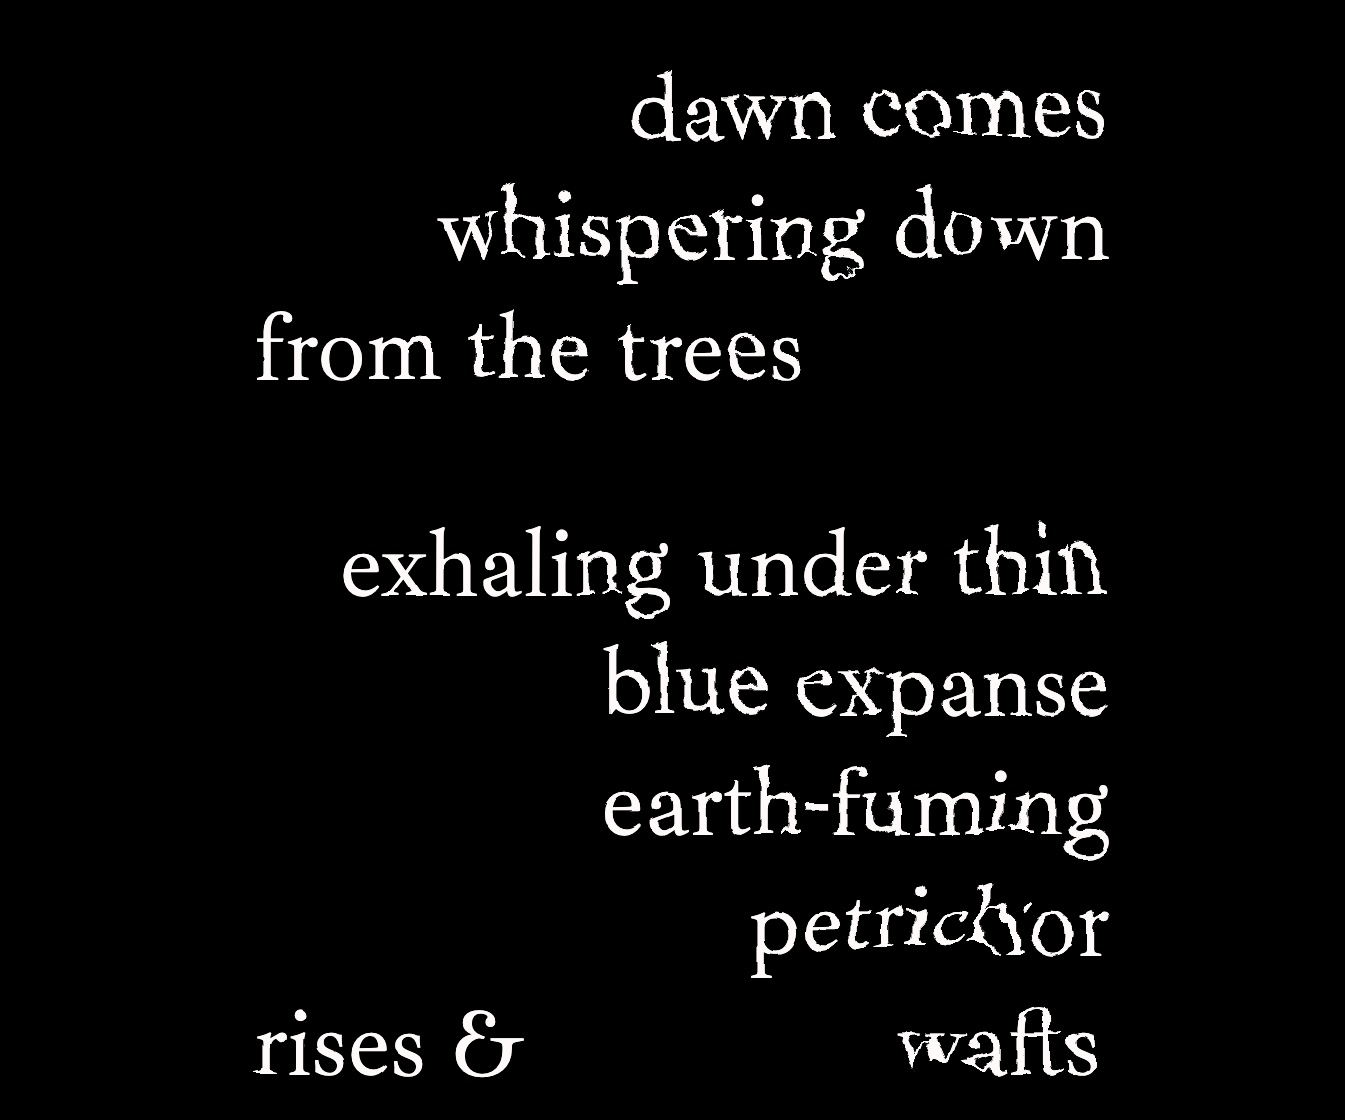 dawn comes
whispering down
from the trees
exhaling under thin
blue expanse
earth-fuming
petrichor
rises & wafts